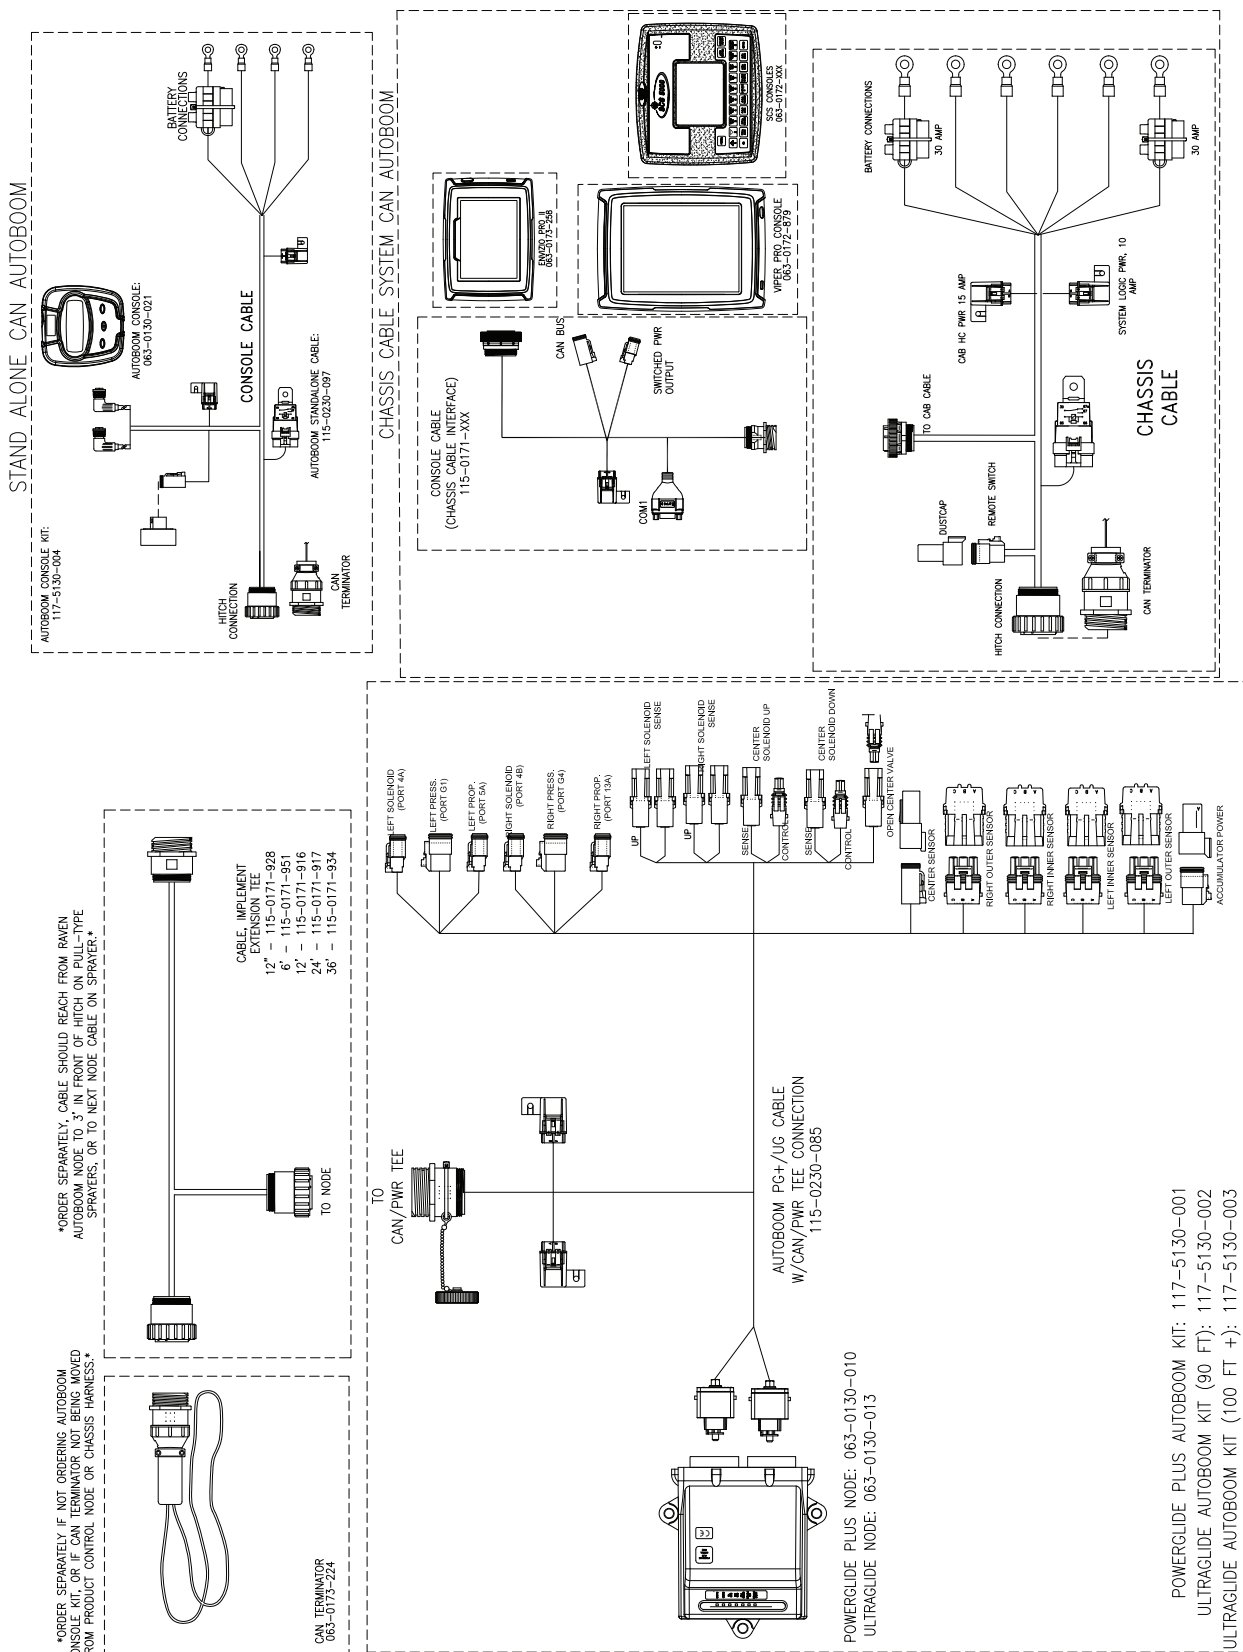 STAND ALONE CAN AUTOBOOM
AUTOBOOM CONSOLE KIT:
117-5130-004
AUTOBOOM CONSOLE:
063-0130-021
BATTERY
CONNECTIONS
CONSOLE CABLE
AUTOBOOM STANDALONE CABLE:
115-0230-097
HITCH
CONNECTION
CAN
TERMINATOR
CHASSIS CABLE SYSTEM CAN AUTOBOOM
CONSOLE CABLE
(CHASSIS CABLE INTERFACE)
115-0171-XXX
CAN BUS
SWITCHED PWR
OUTPUT
COM1
ENVIZIO PRO II
063-0173-258
VIPER PRO CONSOLE
063-0172-879
SCS CONSOLES
063-0172-XXX
BATTERY CONNECTIONS
30 AMP
30 AMP
CAB HC PWR 15 AMP
SYSTEM LOGIC PWR, 10
AMP
TO CAB CABLE
CHASSIS
CABLE
DUSTCAP
REMOTE SWITCH
HITCH CONNECTION
CAN TERMINATOR
*ORDER SEPARATELY, CABLE SHOULD REACH FROM RAVEN
AUTOBOOM NODE TO 3' IN FRONT OF HITCH ON PULL-TYPE
SPRAYERS, OR TO NEXT NODE CABLE ON SPRAYER.*
CABLE, IMPLEMENT
EXTENSION TEE
12" - 115-0171-928
6' - 115-0171-951
12' - 115-0171-916
24' - 115-0171-917
36' - 115-0171-934
TO NODE
*ORDER SEPARATELY IF NOT ORDERING AUTOBOOM
ONSOLE KIT, OR IF CAN TERMINATOR NOT BEING MOVED
ROM PRODUCT CONTROL NODE OR CHASSIS HARNESS.*
CAN TERMINATOR
063-0173-224
TO
CAN/PWR TEE
AUTOBOOM PG+/UG CABLE
W/CAN/PWR TEE CONNECTION
115-0230-085
LEFT SOLENOID
(PORT 4A)
LEFT PRESS.
(PORT G1)
LEFT PROP.
(PORT 5A)
RIGHT SOLENOID
(PORT 4B)
RIGHT PRESS.
(PORT G4)
RIGHT PROP.
(PORT 13A)
LEFT SOLENOID
SENSE
UP
RIGHT SOLENOID
SENSE
UP
CENTER
SOLENOID UP
SENSE
CONTROL
CENTER
SOLENOID DOWN
SENSE
CONTROL
OPEN CENTER VALVE
CENTER SENSOR
RIGHT OUTER SENSOR
RIGHT INNER SENSOR
LEFT INNER SENSOR
LEFT OUTER SENSOR
ACCUMULATOR POWER
POWERGLIDE PLUS NODE: 063-0130-010
ULTRAGLIDE NODE: 063-0130-013
POWERGLIDE PLUS AUTOBOOM KIT: 117-5130-001
ULTRAGLIDE AUTOBOOM KIT (90 FT): 117-5130-002
ULTRAGLIDE AUTOBOOM KIT (100 FT +): 117-5130-003